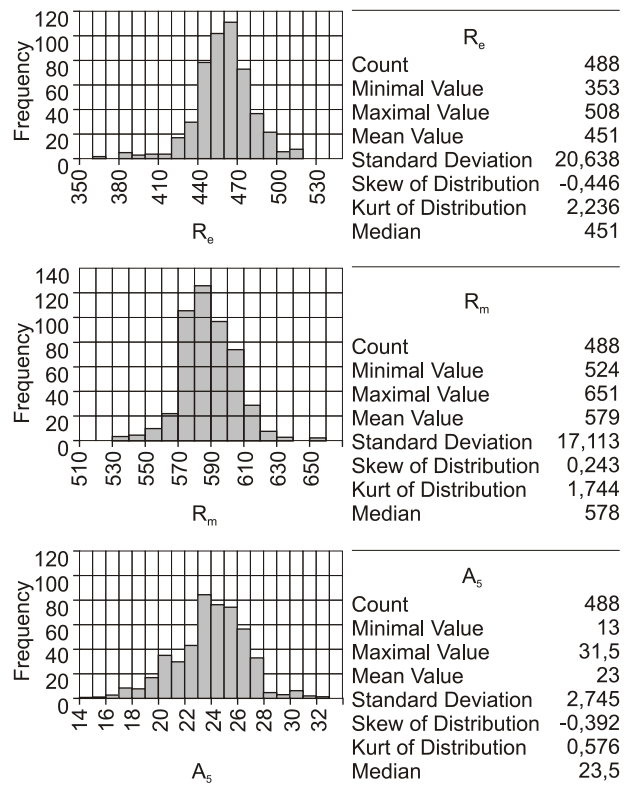 Frequency
120
100
80
60
40
20
0
350 380 410 440 470 500 530
Re
Re
Count 488
Minimal Value 353
Maximal Value 508
Mean Value 451
Standard Deviation 20,638
Skew of Distribution -0,446
Kurt of Distribution 2,236
Median 451
Frequency
140
120
100
80
60
40
20
0
510 530 550 570 590 610 630 650
Rm
Rm
Count 488
Minimal Value 524
Maximal Value 651
Mean Value 579
Standard Deviation 17,113
Skew of Distribution 0,243
Kurt of Distribution 1,744
Median 578
Frequency
120
100
80
60
40
20
0
14 16 18 20 22 24 26 28 30 32
A5
A5
Count 488
Minimal Value 13
Maximal Value 31,5
Mean Value 23
Standard Deviation 2,745
Skew of Distribution -0,392
Kurt of Distribution 0,576
Median 23,5